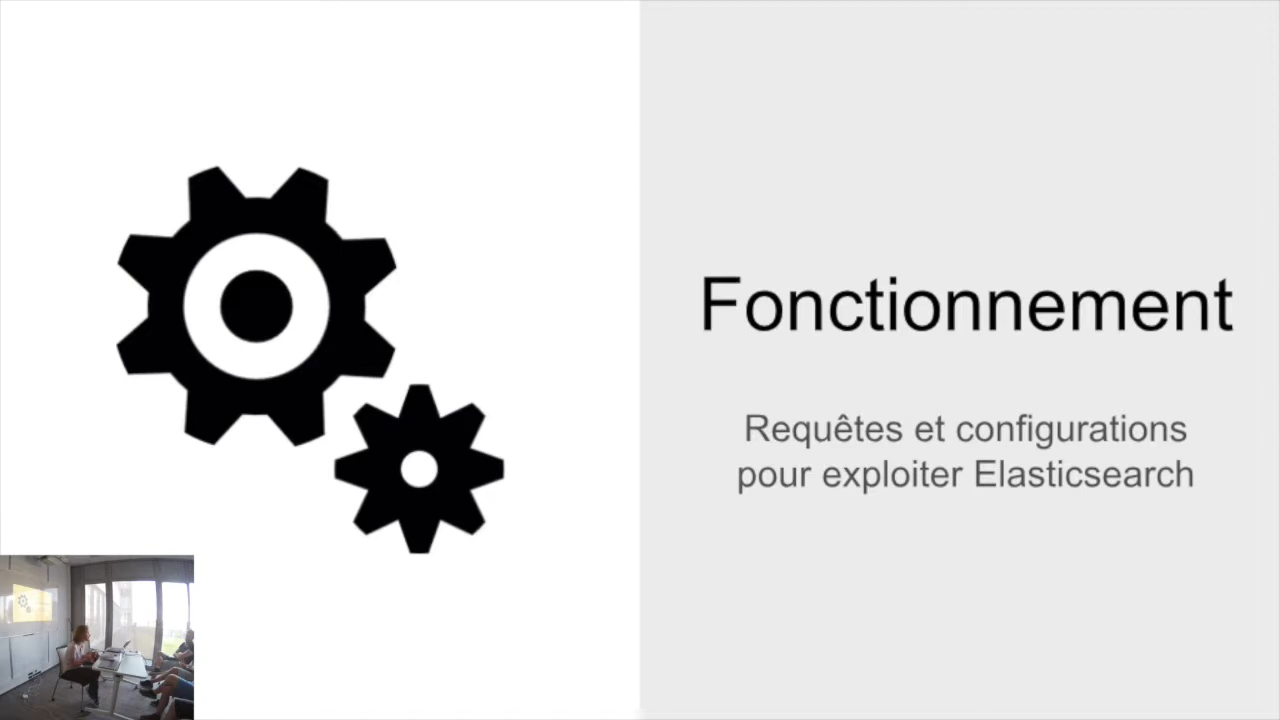 Fonctionnement
Requêtes et configurations
pour exploiter Elasticsearch